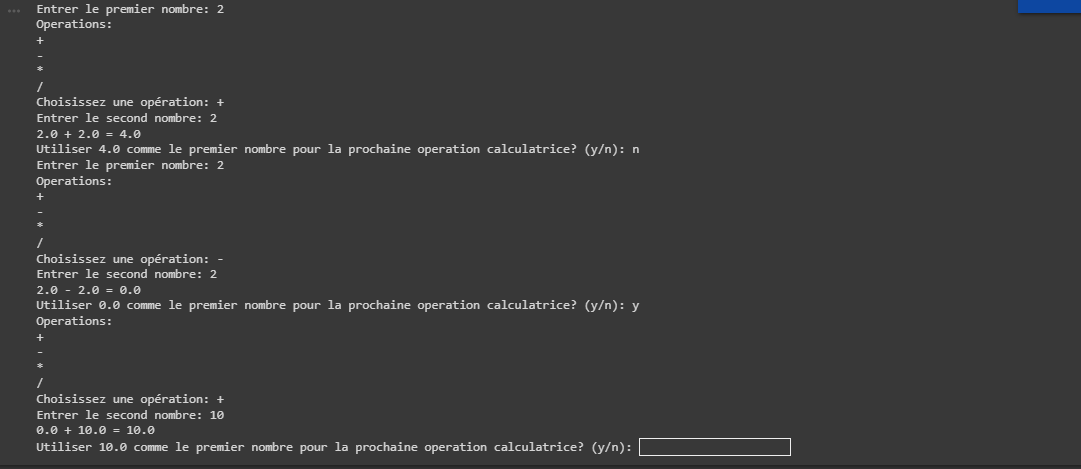 Entrer le premier nombre: 2
Operations:
+
-
*
/
Choisissez une opération: +
Entrer le second nombre: 2
2.0 + 2.0 = 4.0
Utiliser 4.0 comme le premier nombre pour la prochaine operation calculatrice? (y/n): n
Entrer le premier nombre: 2
Operations:
+
-
*
/
Choisissez une opération: -
Entrer le second nombre: 2
2.0 - 2.0 = 0.0
Utiliser 0.0 comme le premier nombre pour la prochaine operation calculatrice? (y/n): y
Operations:
+
-
*
/
Choisissez une opération: +
Entrer le second nombre: 10
0.0 + 10.0 = 10.0
Utiliser 10.0 comme le premier nombre pour la prochaine operation calculatrice? (y/n):